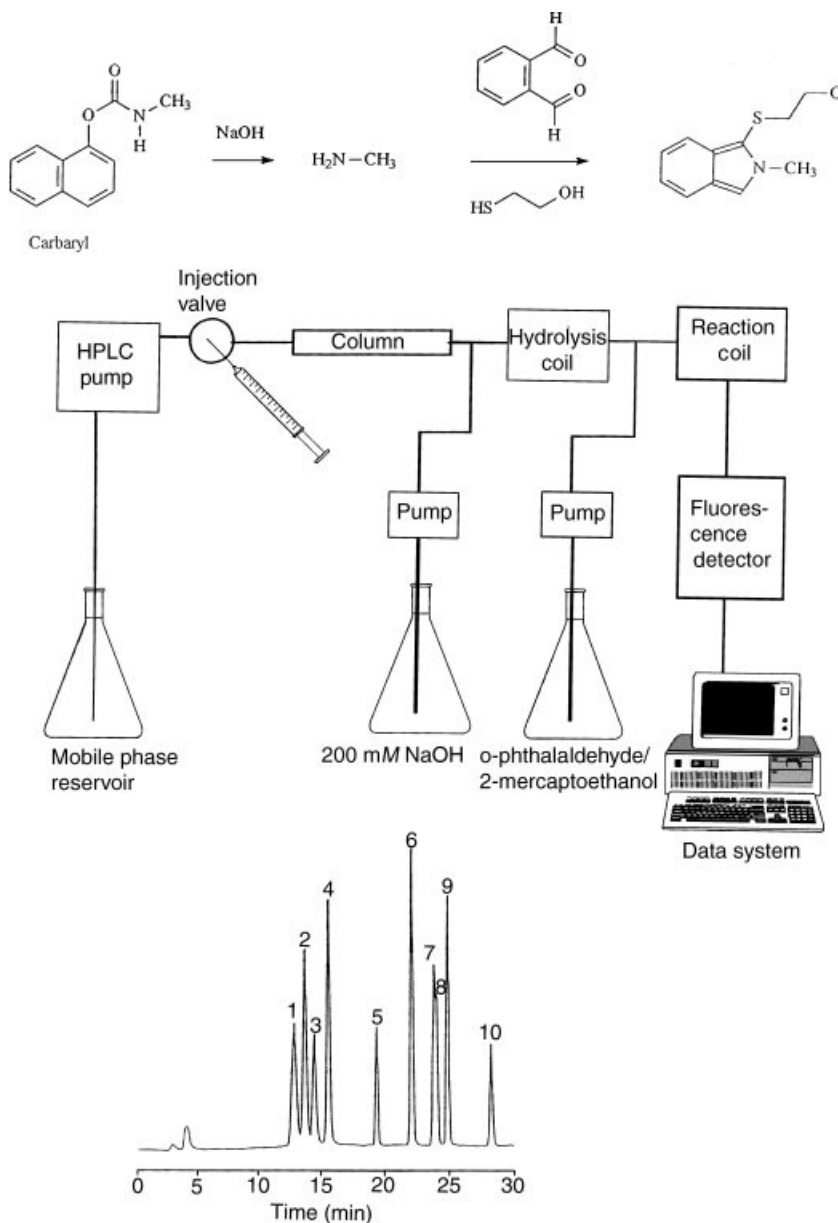 H
O
O
O
CH₃
N
H
O
H
NaOH
H₂N—CH₃
HS
OH
S
N—CH₃
Carbaryl
Injection
valve
HPLC
pump
Column
Hydrolysis
coil
Reaction
coil
Pump
Pump
Fluores-
cence
detector
Mobile phase
reservoir
200 mM NaOH
o-phthalaldehyde/
2-mercaptoethanol
Data system
1
2
3
4
5
6
7
8
9
10
0 5 10 15 20 25 30
Time (min)